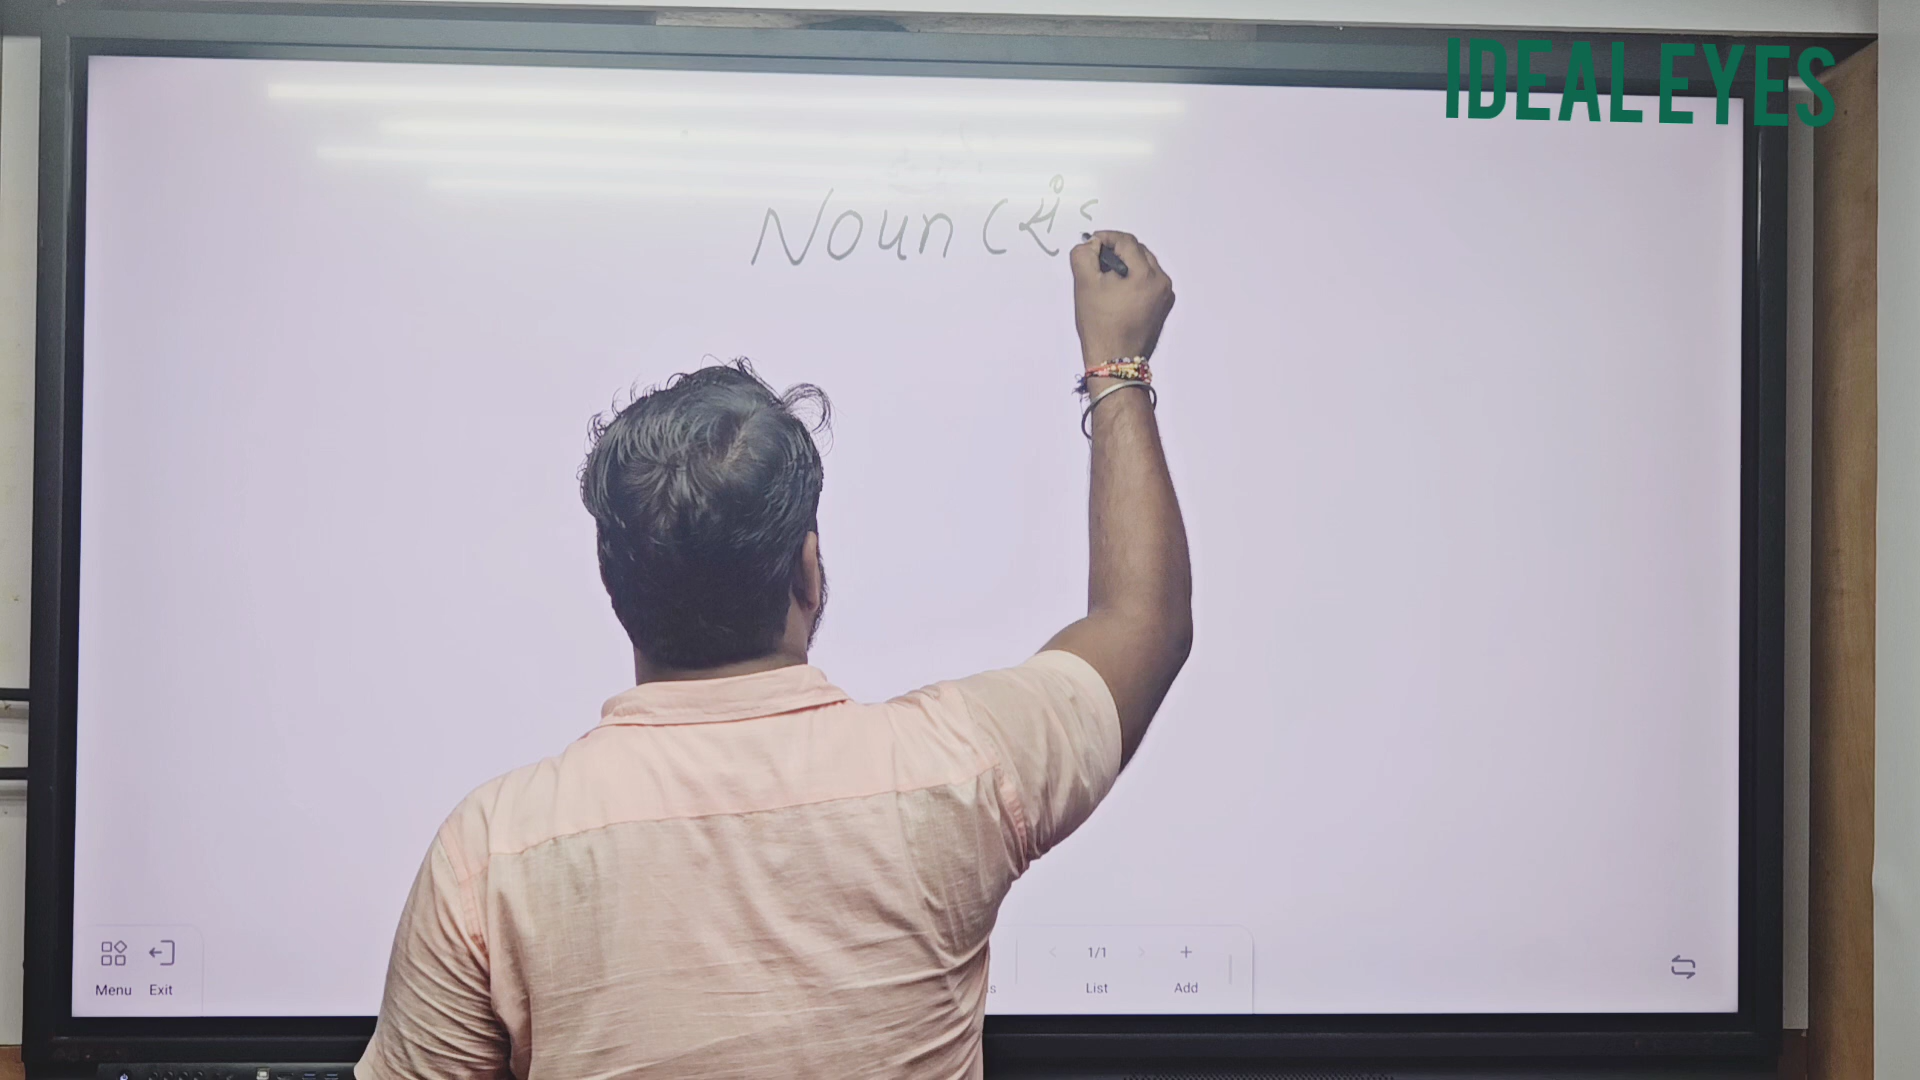 IDEAL EYES
Noun (સં
Menu
Exit
1/1
List
Add